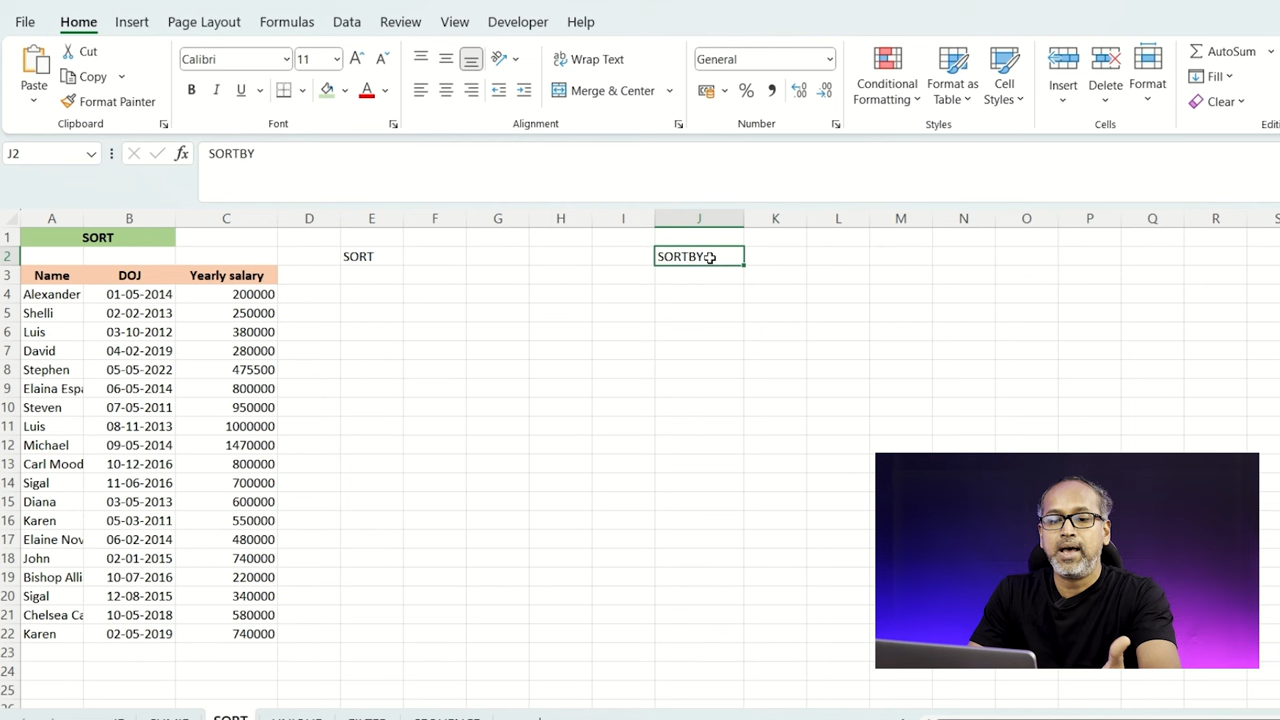 File Home Insert Page Layout Formulas Data Review View Developer Help
Cut
Copy
Format Painter
Paste
Clipboard
Calibri 11
B I U
Font
Wrap Text
Merge & Center
Alignment
General
Number
Conditional Formatting
Format as Table
Cell Styles
Styles
Insert Delete Format
Cells
AutoSum
Fill
Clear
J2 fx SORTBY
A B C D E F G H I J K L M N O P Q R S
1 SORT
2 SORT SORTBY
3 Name DOJ Yearly salary
4 Alexander 01-05-2014 200000
5 Shelli 02-02-2013 250000
6 Luis 03-10-2012 380000
7 David 04-02-2019 280000
8 Stephen 05-05-2022 475500
9 Elaina Espa 06-05-2014 800000
10 Steven 07-05-2011 950000
11 Luis 08-11-2013 1000000
12 Michael 09-05-2014 1470000
13 Carl Mood 10-12-2016 800000
14 Sigal 11-06-2016 700000
15 Diana 03-05-2013 600000
16 Karen 05-03-2011 550000
17 Elaine Nov 06-02-2014 480000
18 John 02-01-2015 740000
19 Bishop Alli 10-07-2016 220000
20 Sigal 12-08-2015 340000
21 Chelsea Ca 10-05-2018 580000
22 Karen 02-05-2019 740000
23
24
25
SORT